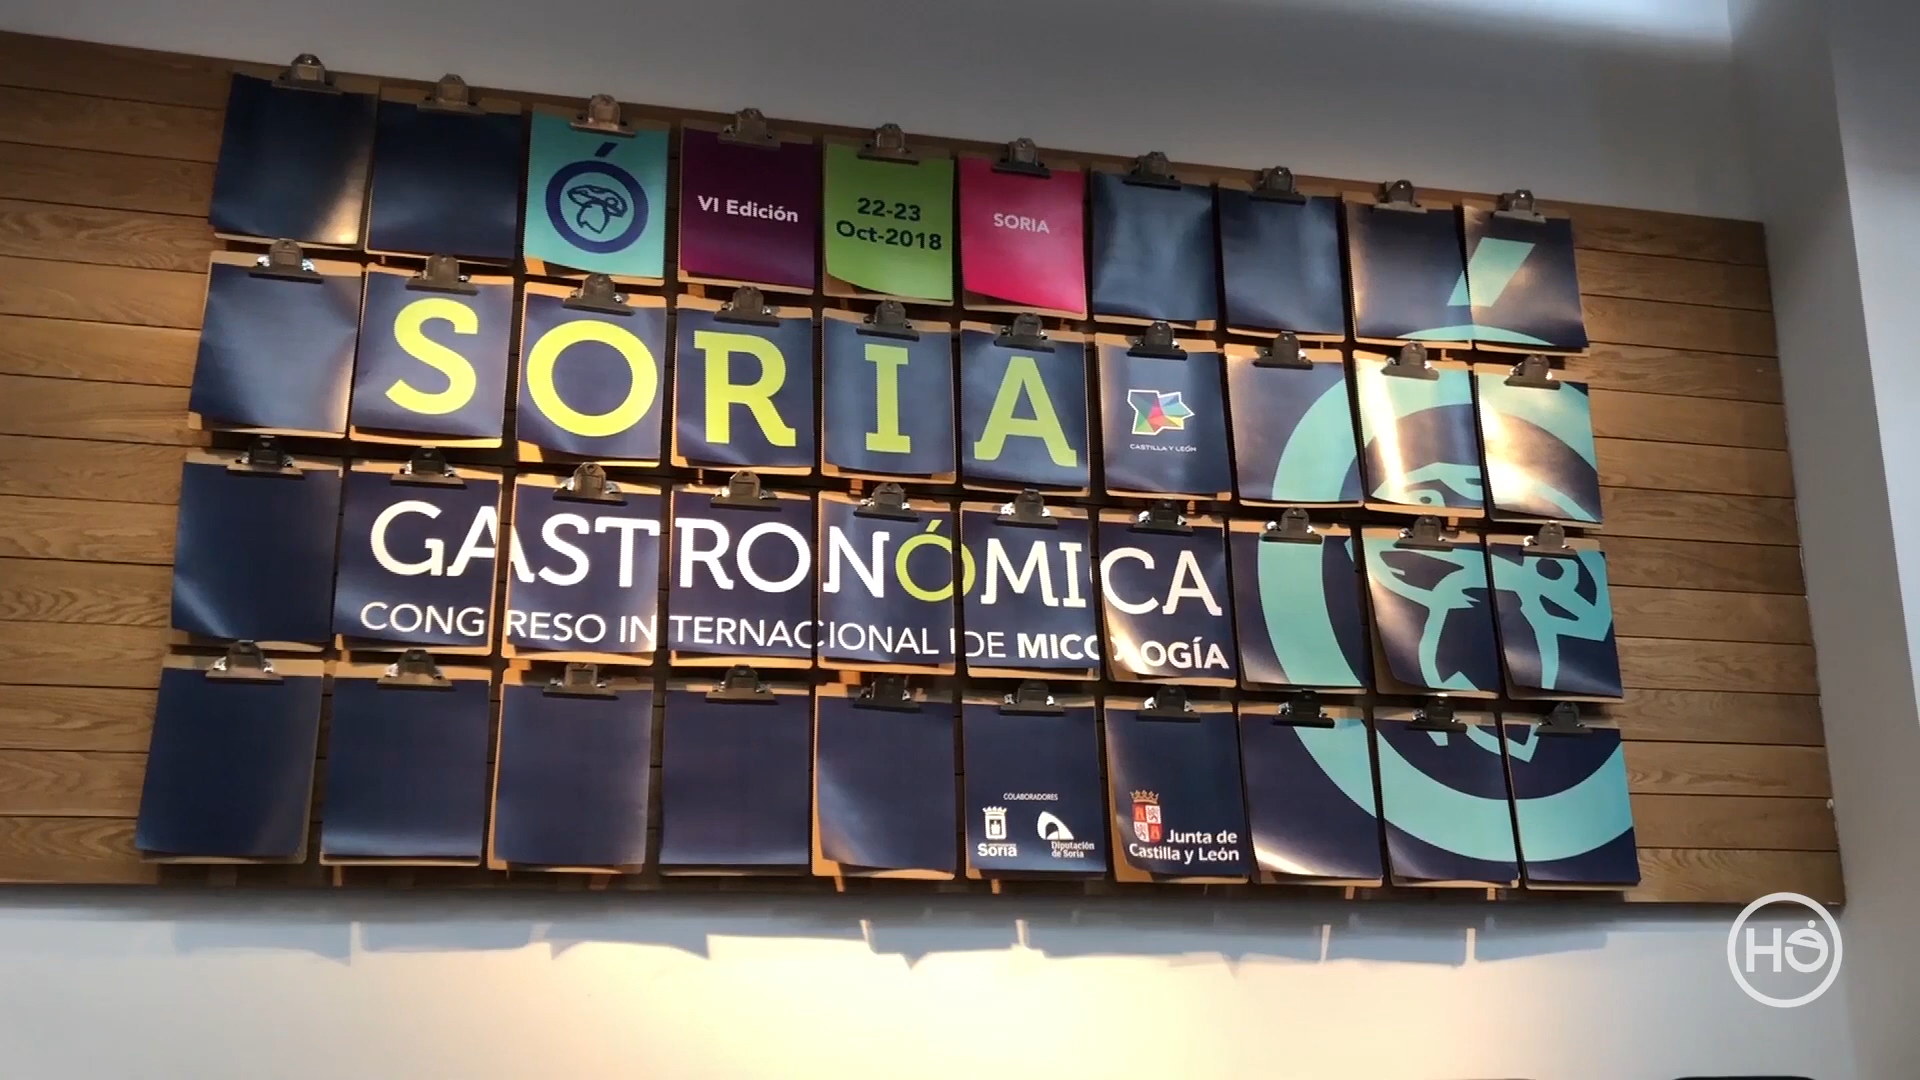 VI Edición
22-23
Oct-2018
SORIA
SORIA
CASTILLA Y LEÓN
GASTRONÓMICA
CONGRESO INTERNACIONAL DE MICOLOGÍA
COLABORADORES
Soria
Diputación
de Soria
Junta de
Castilla y León
HO